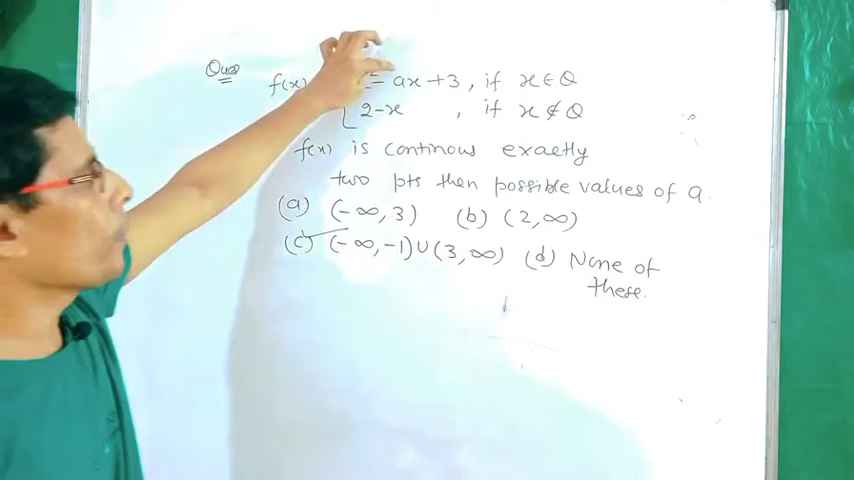 Ques
f(x) - ax + 3, if x ∈ Q
2-x , if x ∉ Q
f(x) is continous exactly
two pts then possible values of a.
(a) (-∞, 3) (b) (2, ∞)
(c) (-∞, -1) ∪ (3, ∞) (d) None of
these.